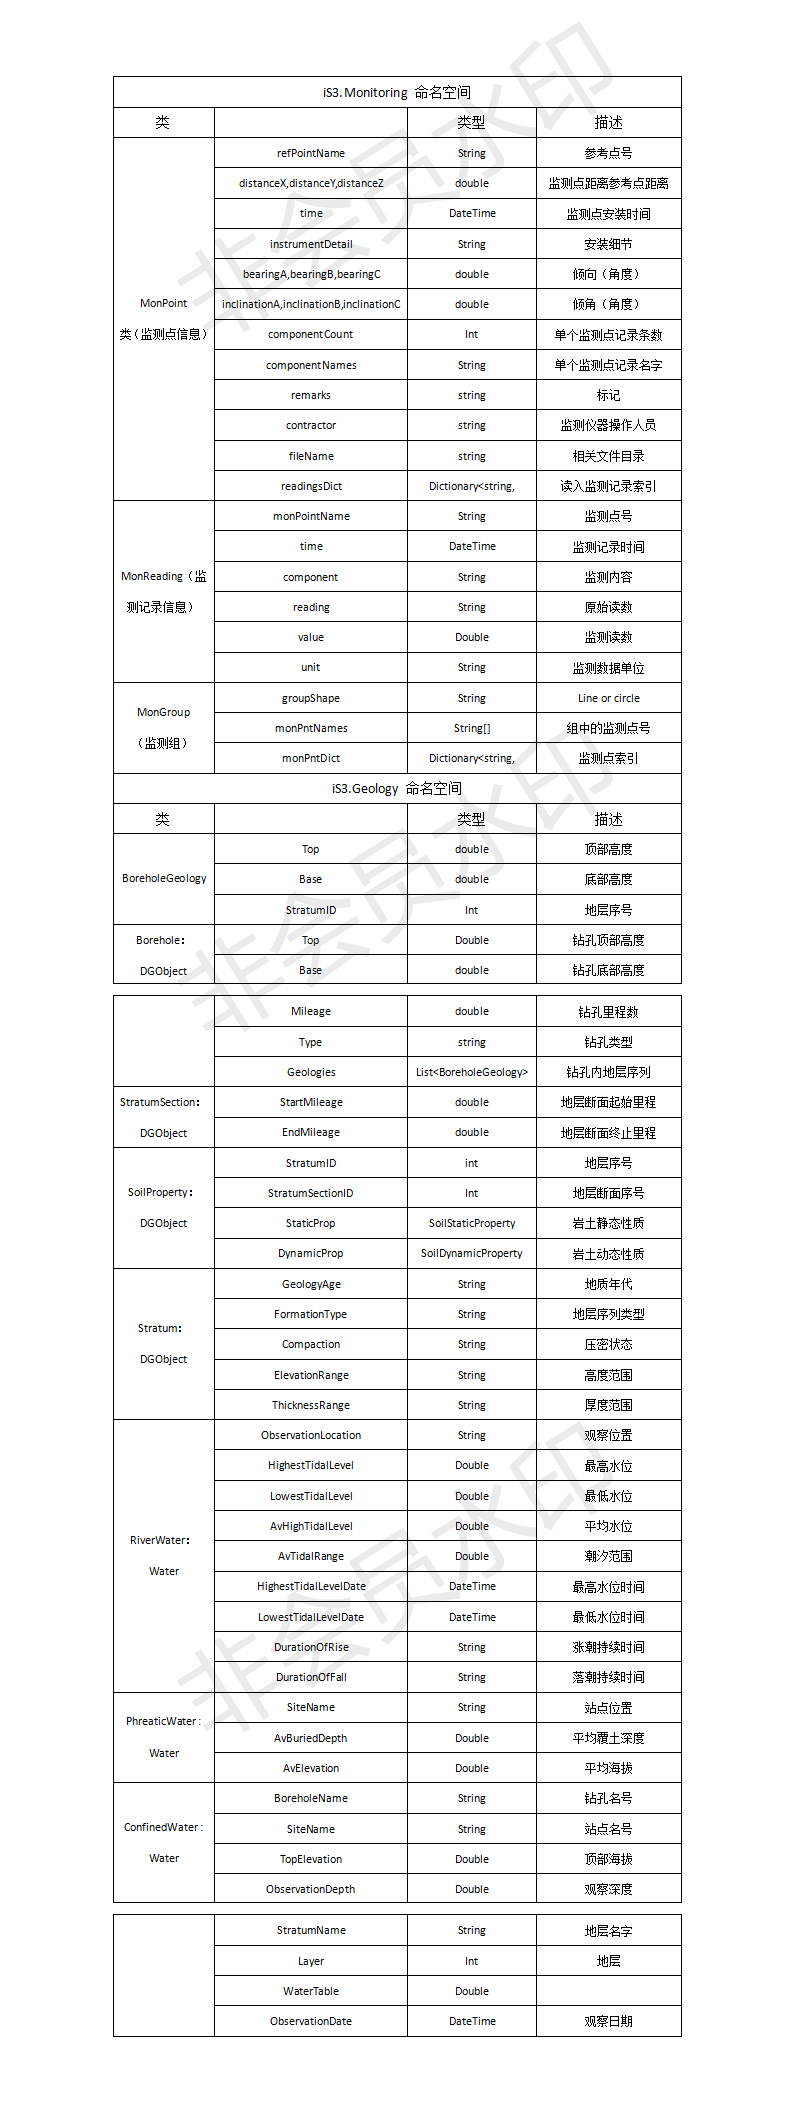 iS3.Monitoring 命名空间
类 类型 描述
MonPoint
类（监测点信息）
refPointName String 参考点号
distanceX,distanceY,distanceZ double 监测点距离参考点距离
time DateTime 监测点安装时间
instrumentDetail String 安装细节
bearingA,bearingB,bearingC double 倾向（角度）
inclinationA,inclinationB,inclinationC double 倾角（角度）
componentCount Int 单个监测点记录条数
componentNames String 单个监测点记录名字
remarks string 标记
contractor string 监测仪器操作人员
fileName string 相关文件目录
readingsDict Dictionary<string, 读入监测记录索引
MonReading（监
测记录信息）
monPointName String 监测点号
time DateTime 监测记录时间
component String 监测内容
reading String 原始读数
value Double 监测读数
unit String 监测数据单位
MonGroup
（监测组）
groupShape String Line or circle
monPntNames String[] 组中的监测点号
monPntDict Dictionary<string, 监测点索引
iS3.Geology 命名空间
类 类型 描述
BoreholeGeology
Top double 顶部高度
Base double 底部高度
StratumID Int 地层序号
Borehole：
DGObject
Top Double 钻孔顶部高度
Base double 钻孔底部高度
Mileage double 钻孔里程数
Type string 钻孔类型
Geologies List<BoreholeGeology> 钻孔内地层序列
StratumSection：
DGObject
StartMileage double 地层断面起始里程
EndMileage double 地层断面终止里程
SoilProperty：
DGObject
StratumID int 地层序号
StratumSectionID Int 地层断面序号
StaticProp SoilStaticProperty 岩土静态性质
DynamicProp SoilDynamicProperty 岩土动态性质
Stratum：
DGObject
GeologyAge String 地质年代
FormationType String 地层序列类型
Compaction String 压密状态
ElevationRange String 高度范围
ThicknessRange String 厚度范围
RiverWater：
Water
ObservationLocation String 观察位置
HighestTidalLevel Double 最高水位
LowestTidalLevel Double 最低水位
AvHighTidalLevel Double 平均水位
AvTidalRange Double 潮汐范围
HighestTidalLevelDate DateTime 最高水位时间
LowestTidalLevelDate DateTime 最低水位时间
DurationOfRise String 涨潮持续时间
DurationOfFall String 落潮持续时间
PhreaticWater：
Water
SiteName String 站点位置
AvBuriedDepth Double 平均覆土深度
AvElevation Double 平均海拔
ConfinedWater：
Water
BoreholeName String 钻孔名号
SiteName String 站点名号
TopElevation Double 顶部海拔
ObservationDepth Double 观察深度
StratumName String 地层名字
Layer Int 地层
WaterTable Double
ObservationDate DateTime 观察日期
非会员水印
非会员水印
非会员水印